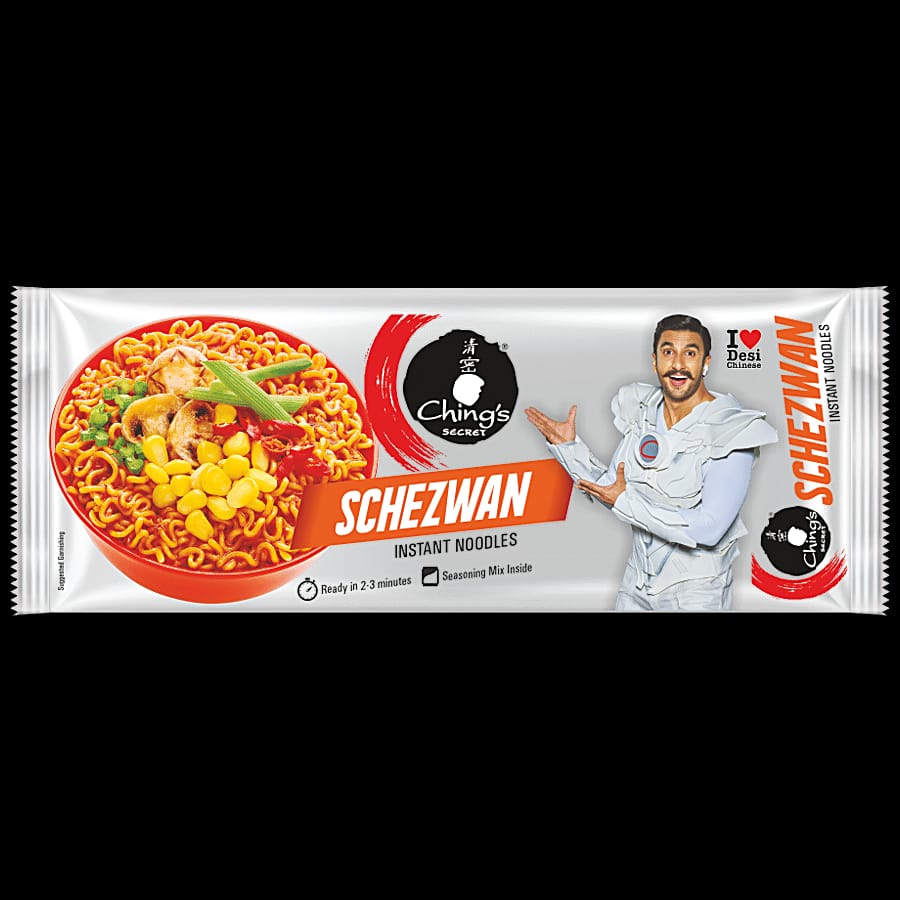 清
密
®
Ching's
SECRET
SCHEZWAN
INSTANT NOODLES
Ready in 2-3 minutes
Seasoning Mix Inside
Suggested Garnishing
I ♥
Desi
Chinese
SCHEZWAN
INSTANT NOODLES
清密
Ching's
SECRET